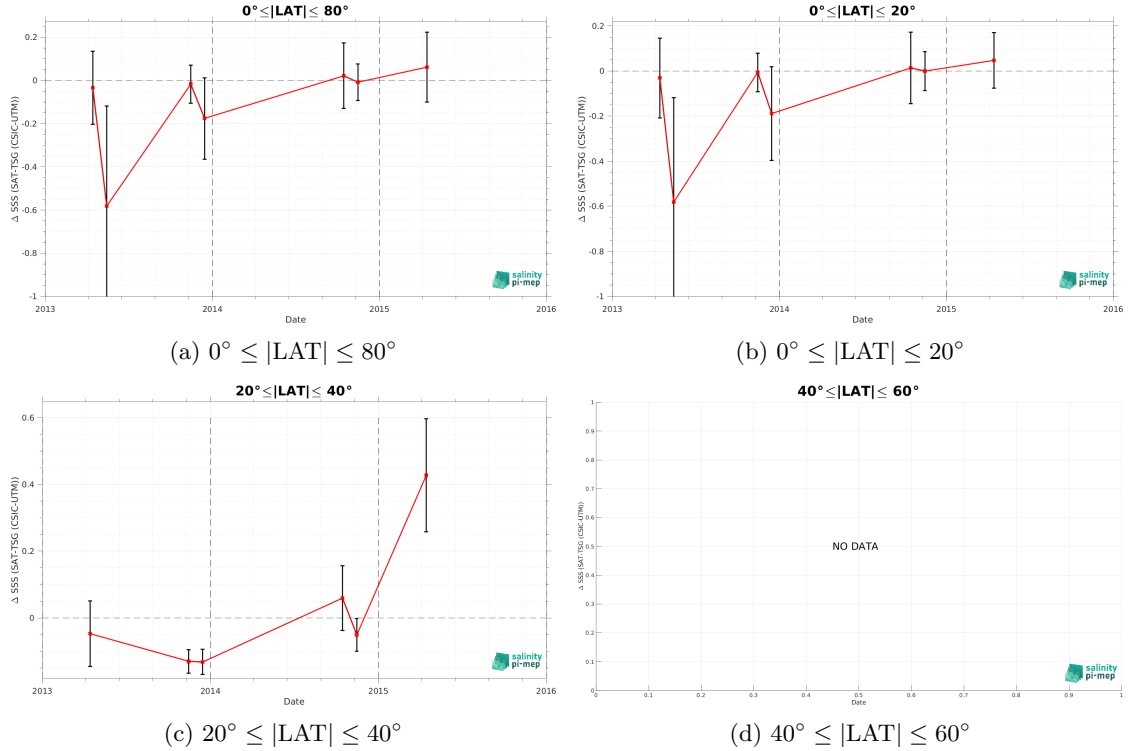 0°≤|LAT|≤ 80°
0.2
0
-0.2
-0.4
-0.6
-0.8
-1
Δ SSS (SAT-TSG (CSIC-UTM))
2013
2014
2015
2016
Date
salinity
pi-mep
(a) 0° ≤ |LAT| ≤ 80°
0°≤|LAT|≤ 20°
0.2
0
-0.2
-0.4
-0.6
-0.8
-1
Δ SSS (SAT-TSG (CSIC-UTM))
2013
2014
2015
2016
Date
salinity
pi-mep
(b) 0° ≤ |LAT| ≤ 20°
20°≤|LAT|≤ 40°
0.6
0.4
0.2
0
Δ SSS (SAT-TSG (CSIC-UTM))
2013
2014
2015
2016
Date
salinity
pi-mep
(c) 20° ≤ |LAT| ≤ 40°
40°≤|LAT|≤ 60°
1
0.9
0.8
0.7
0.6
0.5
0.4
0.3
0.2
0.1
0
Δ SSS (SAT-TSG (CSIC-UTM))
NO DATA
0
0.1
0.2
0.3
0.4
0.5
0.6
0.7
0.8
0.9
1
Date
salinity
pi-mep
(d) 40° ≤ |LAT| ≤ 60°